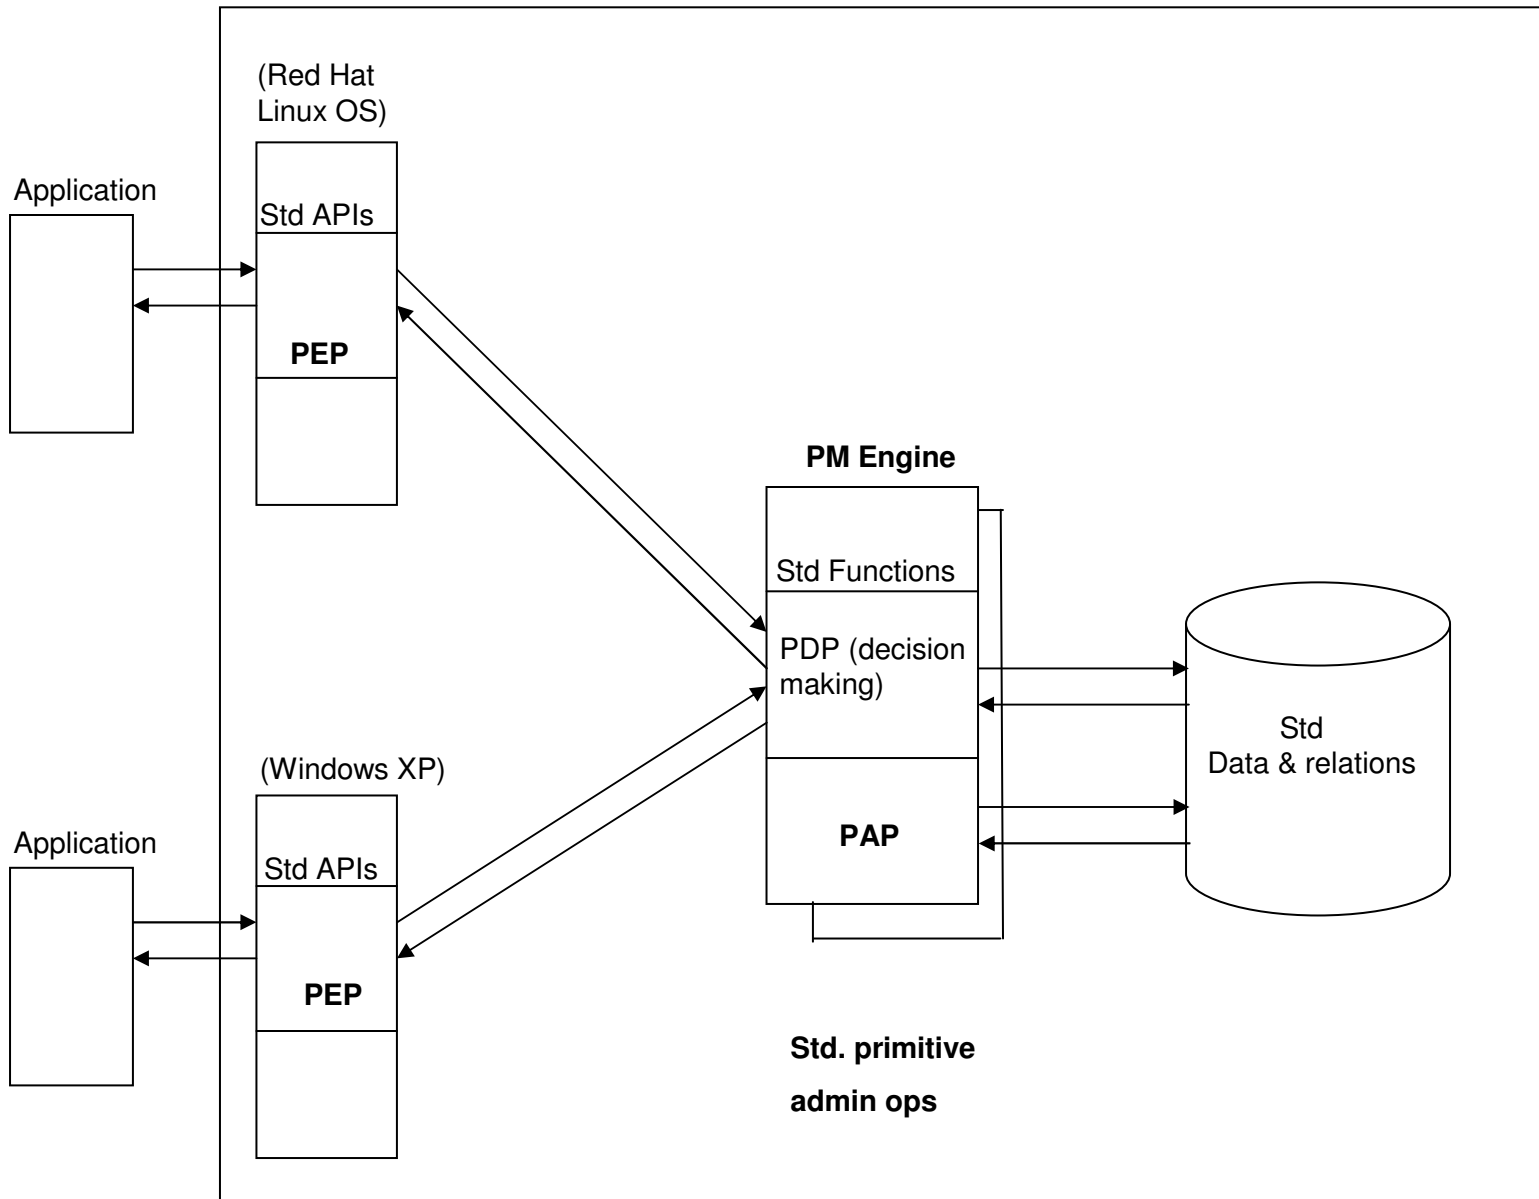 (Red Hat
Linux OS)
Application
Std APIs
PEP
PM Engine
Std Functions
PDP (decision
making)
Std
Data & relations
PAP
(Windows XP)
Application
Std APIs
PEP
Std. primitive
admin ops